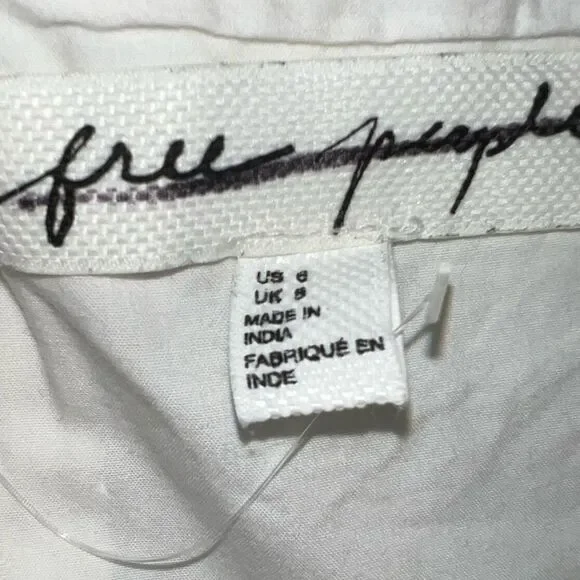 free people
US 6
UK 8
MADE IN
INDIA
FABRIQUÉ EN
INDE